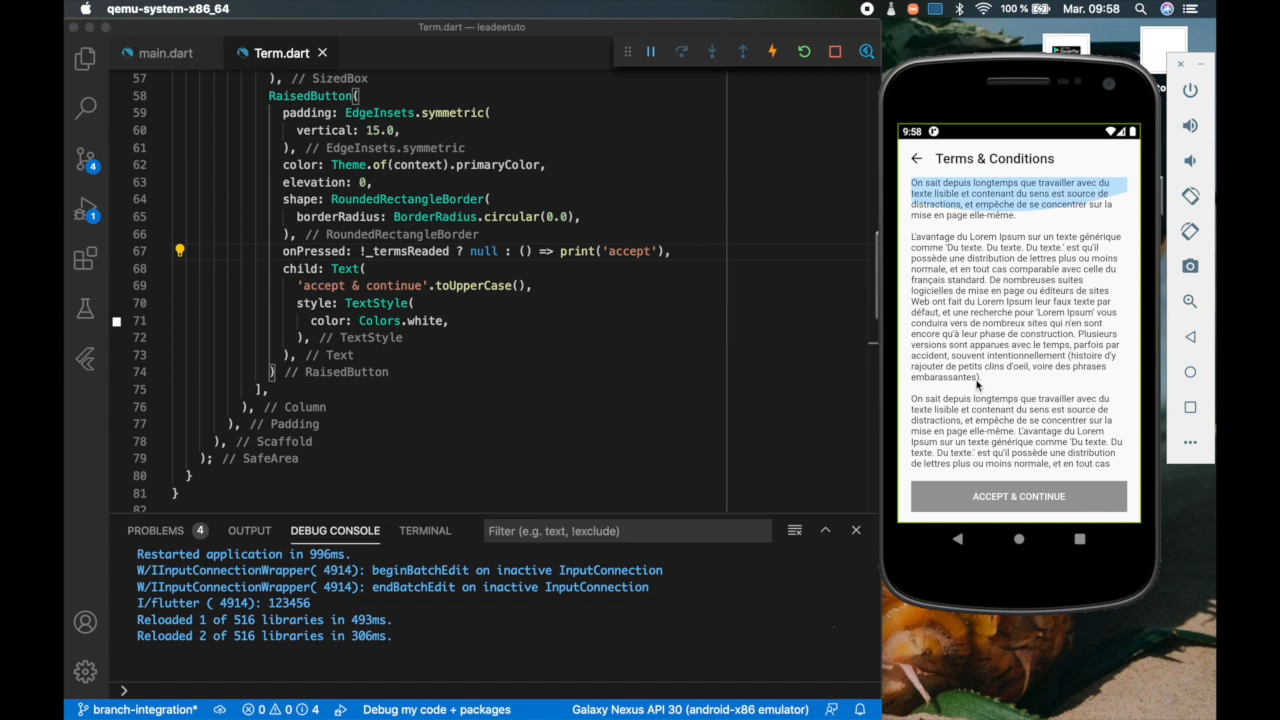 qemu-system-x86_64
100 %
Mar. 09:58
Term.dart — leadeetuto
main.dart
Term.dart
57 ), // SizedBox
58 RaisedButton(
59 padding: EdgeInsets.symmetric(
60 vertical: 15.0,
61 ), // EdgeInsets.symmetric
62 color: Theme.of(context).primaryColor,
63 elevation: 0,
64 shape: RoundedRectangleBorder(
65 borderRadius: BorderRadius.circular(0.0),
66 ), // RoundedRectangleBorder
67 onPressed: !_termsReaded ? null : () => print('accept'),
68 child: Text(
69 'accept & continue'.toUpperCase(),
70 style: TextStyle(
71 color: Colors.white,
72 ), // TextStyle
73 ), // Text
74 ) // RaisedButton
75 ],
76 ), // Column
77 ), // Padding
78 ), // Scaffold
79 ); // SafeArea
80 }
81 }
82
4
1
PROBLEMS 4 OUTPUT DEBUG CONSOLE TERMINAL Filter (e.g. text, !exclude)
Restarted application in 996ms.
W/IInputConnectionWrapper( 4914): beginBatchEdit on inactive InputConnection
W/IInputConnectionWrapper( 4914): endBatchEdit on inactive InputConnection
I/flutter ( 4914): 123456
Reloaded 1 of 516 libraries in 493ms.
Reloaded 2 of 516 libraries in 306ms.
branch-integration* 0 0 4 Debug my code + packages Galaxy Nexus API 30 (android-x86 emulator)
9:58
Terms & Conditions
On sait depuis longtemps que travailler avec du
texte lisible et contenant du sens est source de
distractions, et empêche de se concentrer sur la
mise en page elle-même.
L'avantage du Lorem Ipsum sur un texte générique
comme 'Du texte. Du texte. Du texte.' est qu'il
possède une distribution de lettres plus ou moins
normale, et en tout cas comparable avec celle du
français standard. De nombreuses suites
logicielles de mise en page ou éditeurs de sites
Web ont fait du Lorem Ipsum leur faux texte par
défaut, et une recherche pour 'Lorem Ipsum' vous
conduira vers de nombreux sites qui n'en sont
encore qu'à leur phase de construction. Plusieurs
versions sont apparues avec le temps, parfois par
accident, souvent intentionnellement (histoire d'y
rajouter de petits clins d'oeil, voire des phrases
embarassantes).
On sait depuis longtemps que travailler avec du
texte lisible et contenant du sens est source de
distractions, et empêche de se concentrer sur la
mise en page elle-même. L'avantage du Lorem
Ipsum sur un texte générique comme 'Du texte. Du
texte. Du texte.' est qu'il possède une distribution
de lettres plus ou moins normale, et en tout cas
ACCEPT & CONTINUE